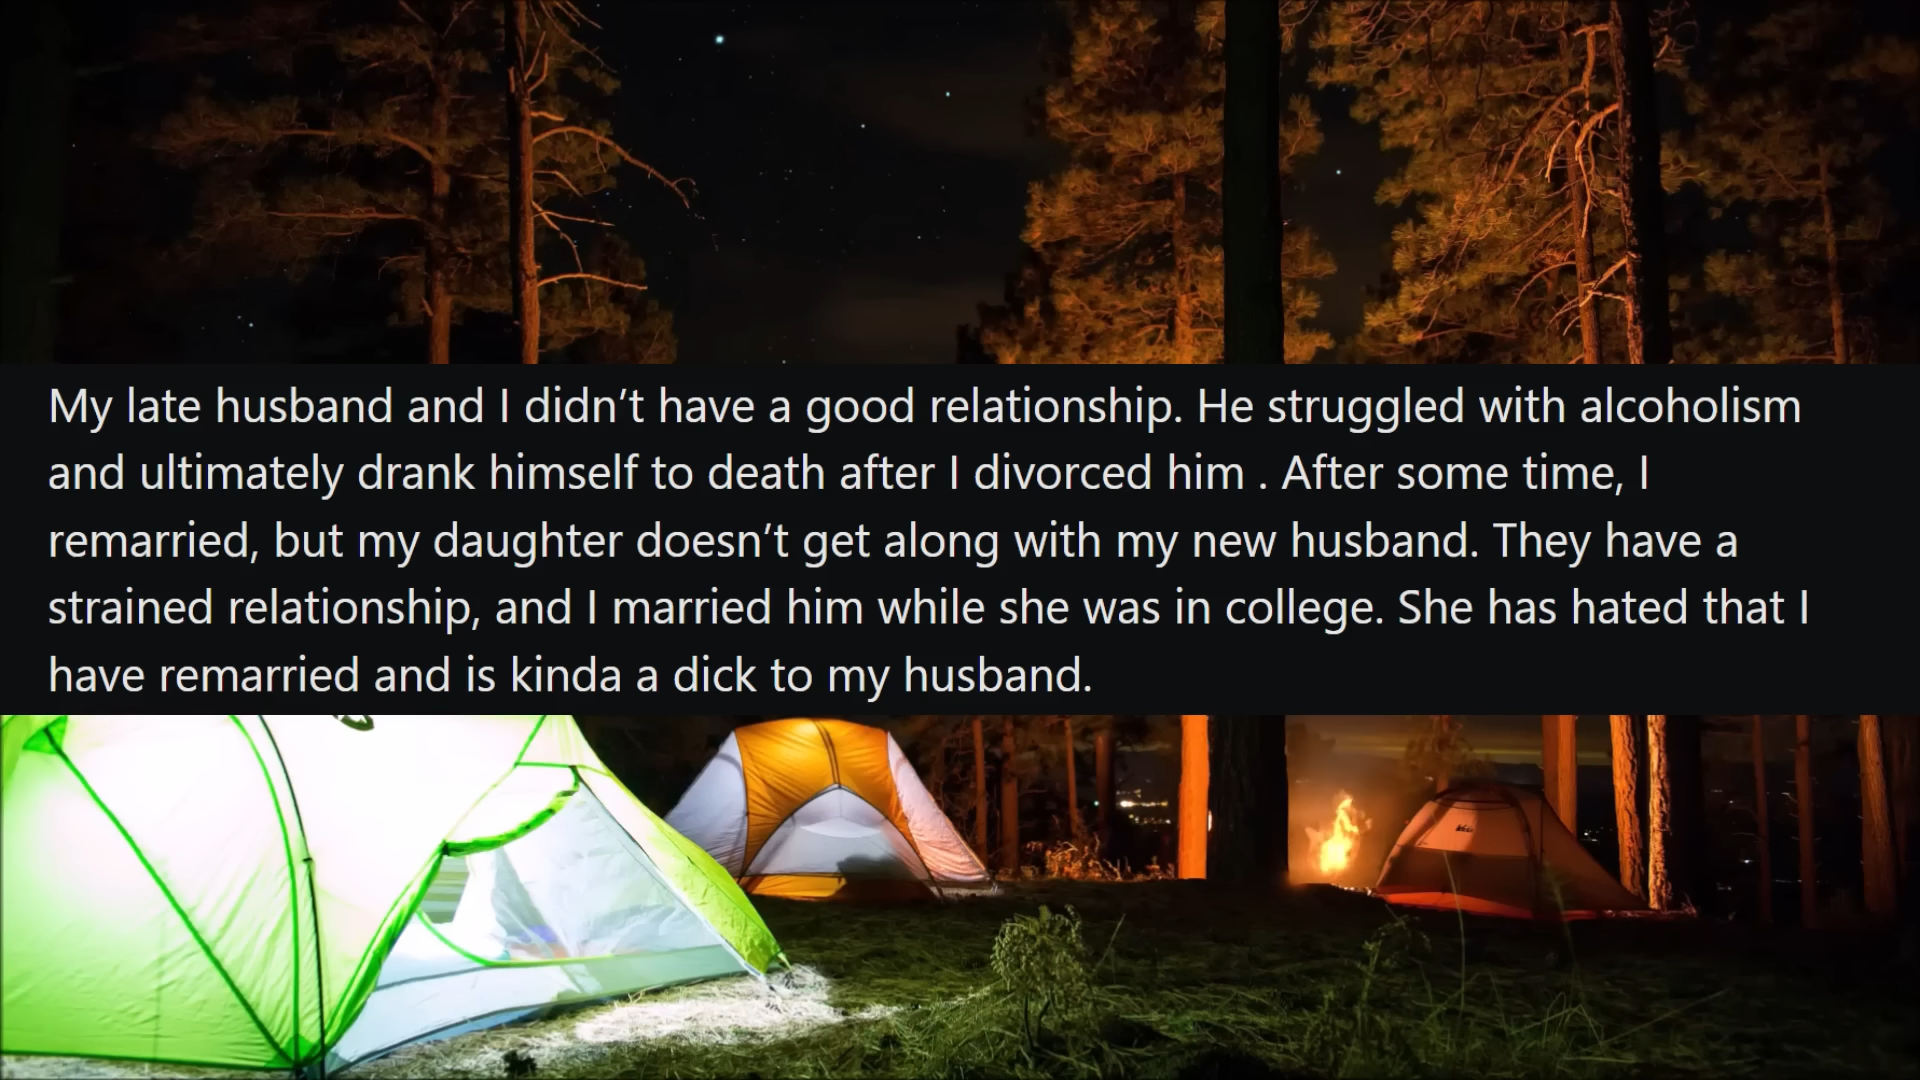 My late husband and I didn’t have a good relationship. He struggled with alcoholism
and ultimately drank himself to death after I divorced him . After some time, I
remarried, but my daughter doesn’t get along with my new husband. They have a
strained relationship, and I married him while she was in college. She has hated that I
have remarried and is kinda a dick to my husband.